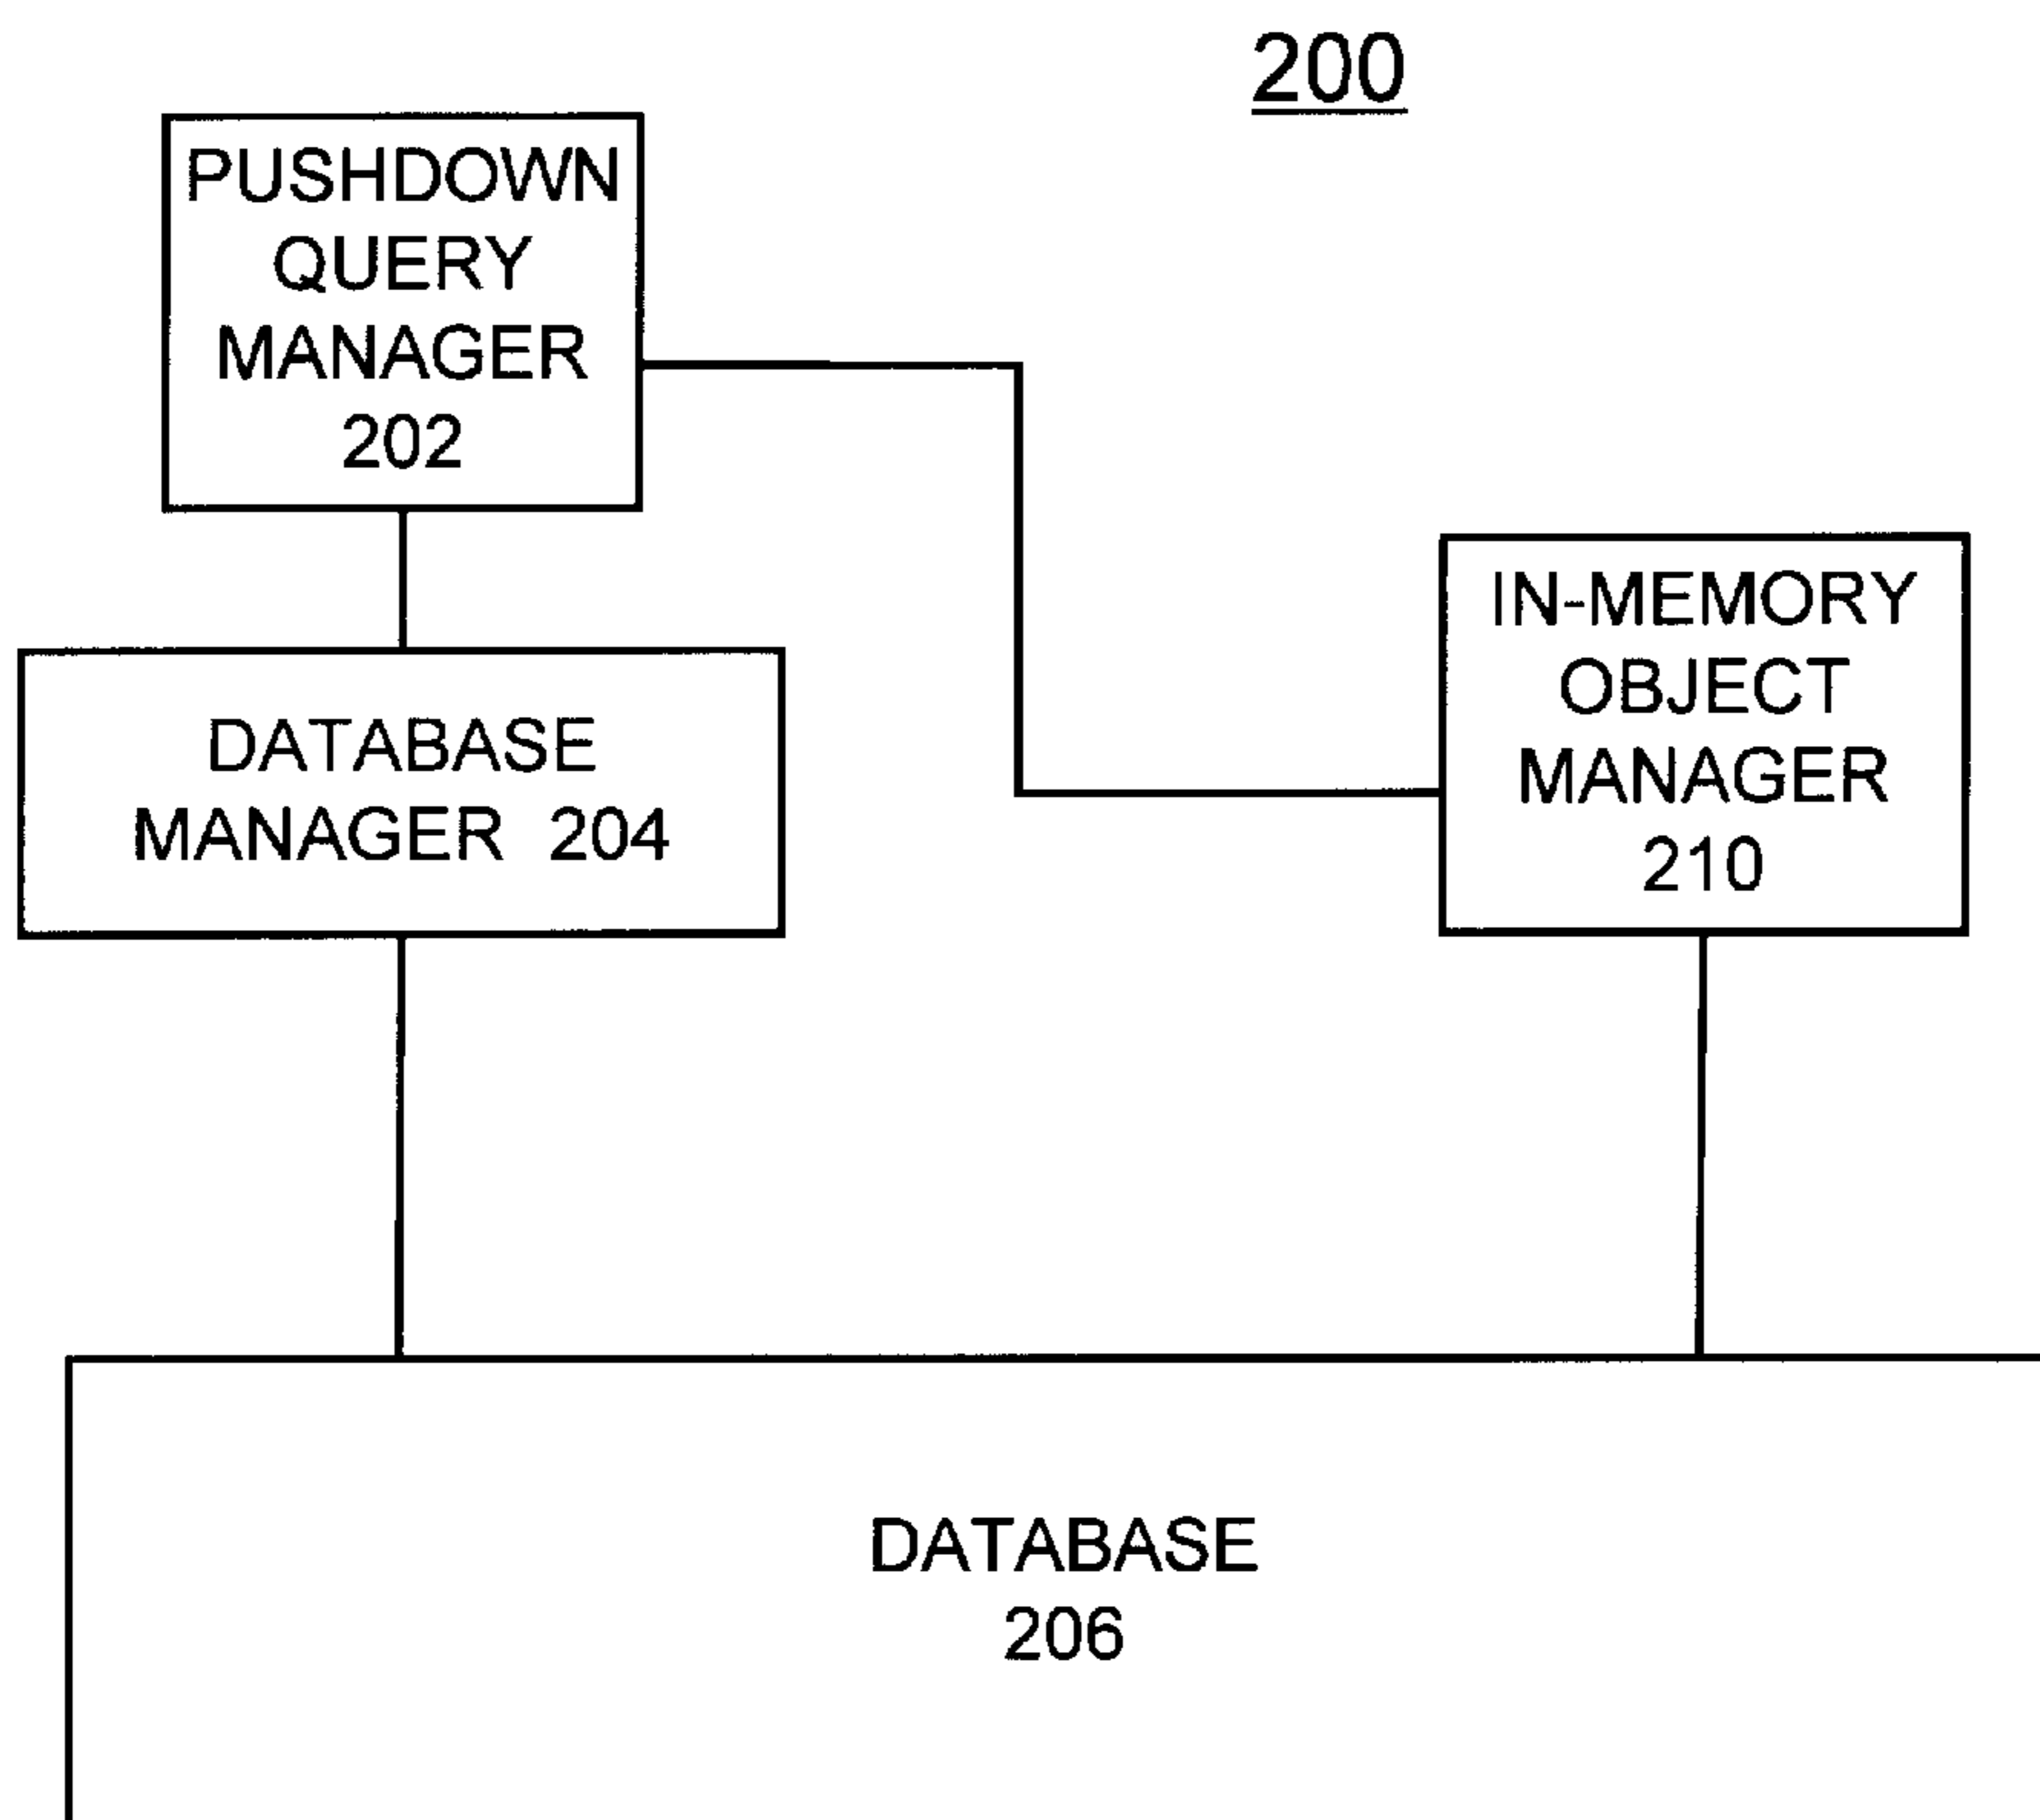 200
PUSHDOWN
QUERY
MANAGER
202
IN-MEMORY
OBJECT
MANAGER
210
DATABASE
MANAGER 204
DATABASE
206